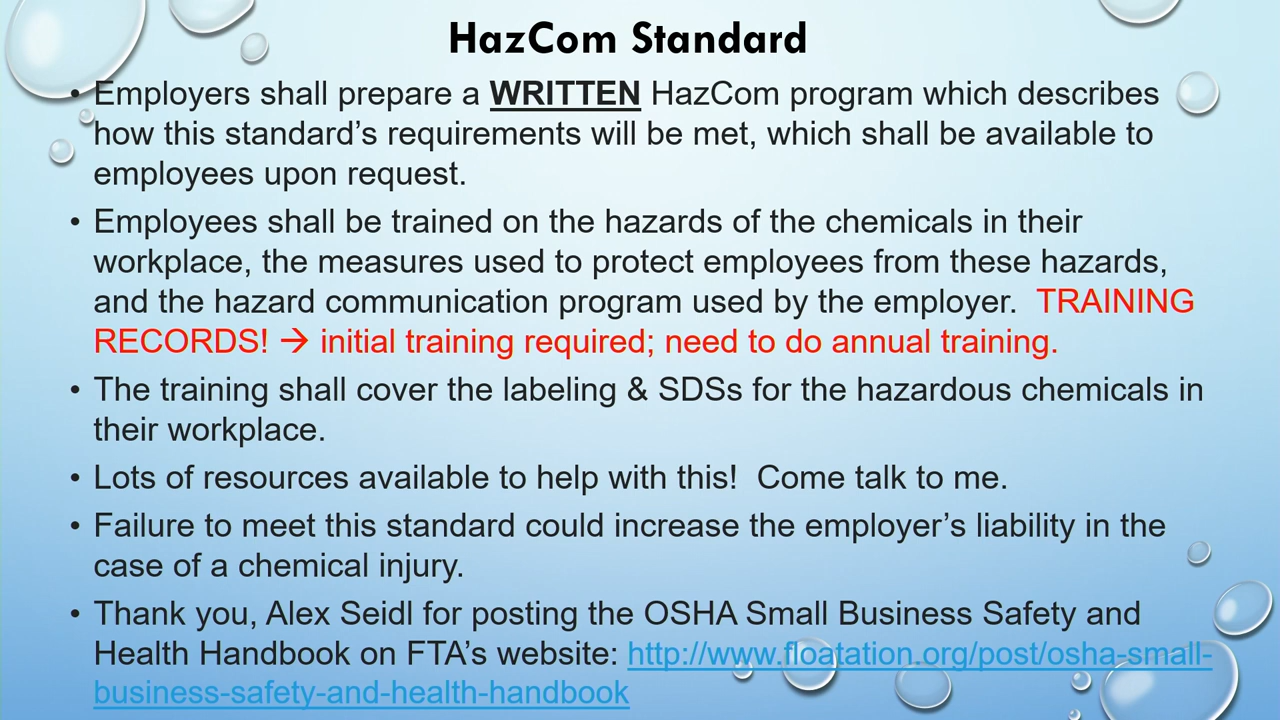 HazCom Standard
• Employers shall prepare a WRITTEN HazCom program which describes
how this standard's requirements will be met, which shall be available to
employees upon request.
• Employees shall be trained on the hazards of the chemicals in their
workplace, the measures used to protect employees from these hazards,
and the hazard communication program used by the employer. TRAINING
RECORDS! → initial training required; need to do annual training.
• The training shall cover the labeling & SDSs for the hazardous chemicals in
their workplace.
• Lots of resources available to help with this! Come talk to me.
• Failure to meet this standard could increase the employer's liability in the
case of a chemical injury.
• Thank you, Alex Seidl for posting the OSHA Small Business Safety and
Health Handbook on FTA's website: http://www.floatation.org/post/osha-small-
business-safety-and-health-handbook